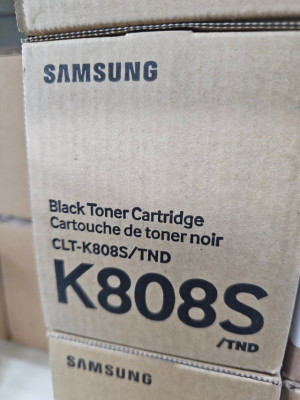 SAMSUNG
Black Toner Cartridge
Cartouche de toner noir
CLT-K808S/TND
K808S
/TND
SAMSUNG